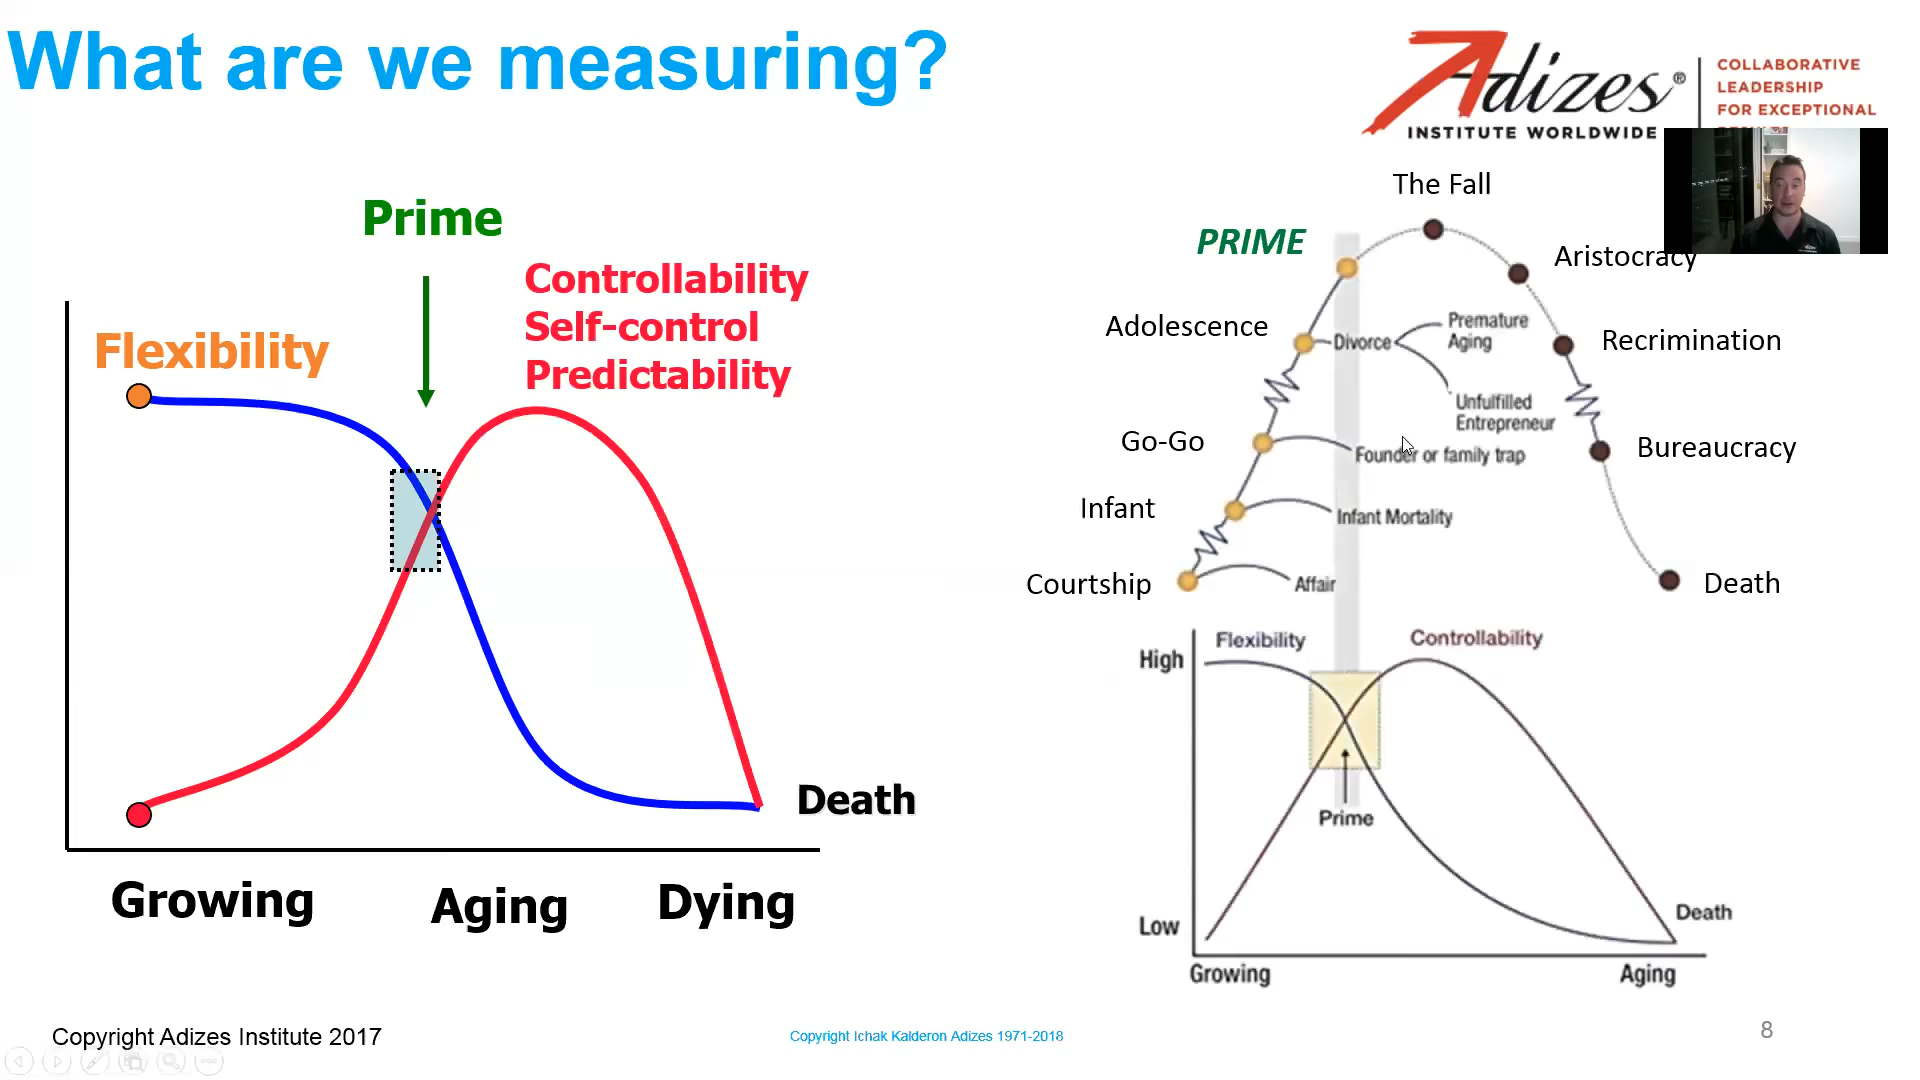 What are we measuring?
Adizes®
INSTITUTE WORLDWIDE
COLLABORATIVE
LEADERSHIP
FOR EXCEPTIONAL
Prime
Controllability
Self-control
Predictability
Flexibility
Death
Growing
Aging
Dying
The Fall
PRIME
Aristocracy
Adolescence
Divorce
Premature
Aging
Recrimination
Unfulfilled
Entrepreneur
Go-Go
Founder or family trap
Bureaucracy
Infant
Infant Mortality
Courtship
Affair
Death
High
Flexibility
Controllability
Prime
Low
Death
Growing
Aging
Copyright Adizes Institute 2017
Copyright Ichak Kalderon Adizes 1971-2018
8